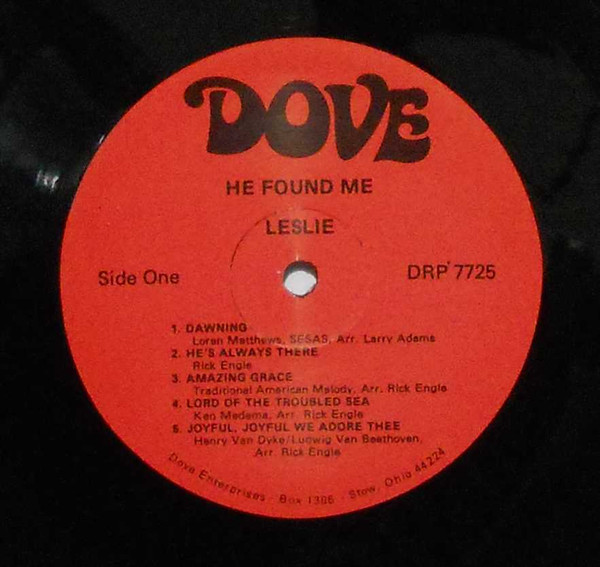 DOVE
HE FOUND ME
LESLIE
Side One
DRP 7725
1. DAWNING
Loren Matthews, SESAS, Arr. Larry Adams
2. HE'S ALWAYS THERE
Rick Engle
3. AMAZING GRACE
Traditional American Melody, Arr. Rick Engle
4. LORD OF THE TROUBLED SEA
Ken Medema, Arr. Rick Engle
5. JOYFUL, JOYFUL WE ADORE THEE
Henry Van Dyke/Ludwig Van Beethoven,
Arr. Rick Engle
Dove Enterprises - Box 1386 - Stow, Ohio 44224